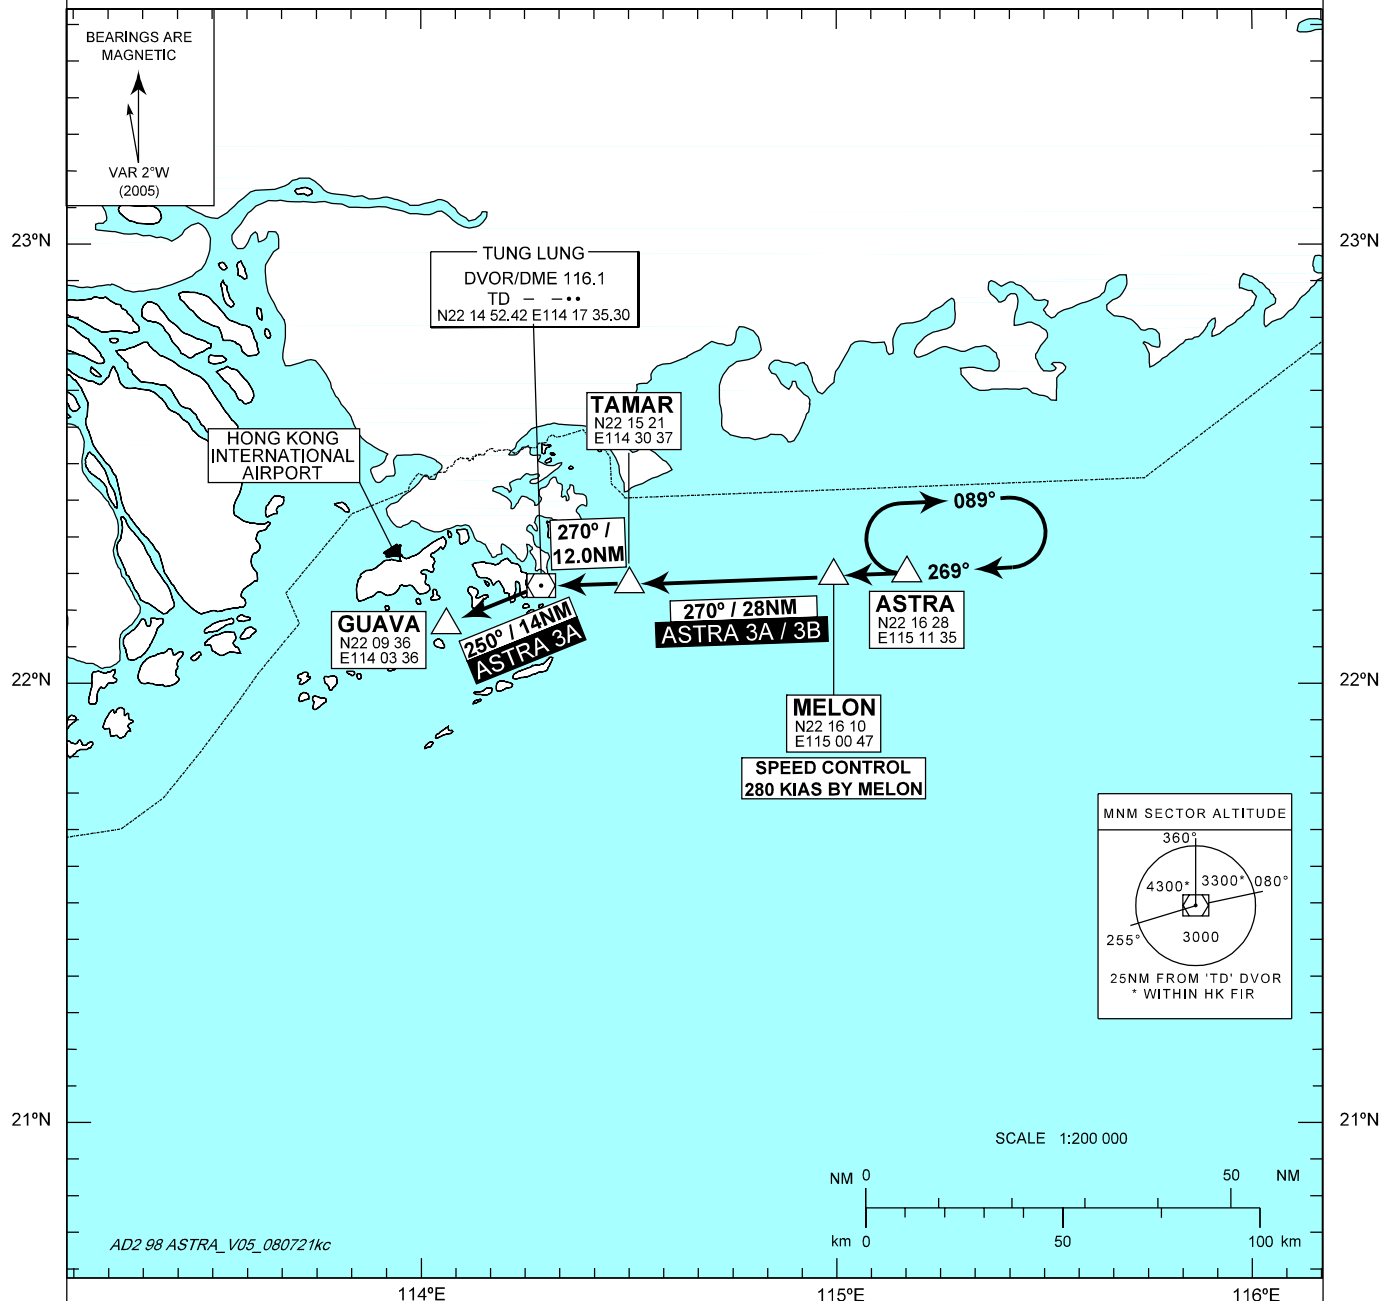 BEARINGS ARE
MAGNETIC
VAR 2°W
(2005)
23°N
23°N
TUNG LUNG
DVOR/DME 116.1
TD – –••
N22 14 52.42 E114 17 35.30
TAMAR
N22 15 21
E114 30 37
HONG KONG
INTERNATIONAL
AIRPORT
270° /
12.0NM
089°
269°
ASTRA
N22 16 28
E115 11 35
270° / 28NM
ASTRA 3A / 3B
GUAVA
N22 09 36
E114 03 36
250° / 14NM
ASTRA 3A
22°N
22°N
MELON
N22 16 10
E115 00 47
SPEED CONTROL
280 KIAS BY MELON
MNM SECTOR ALTITUDE
360°
4300* 3300* 080°
255° 3000
25NM FROM 'TD' DVOR
* WITHIN HK FIR
21°N
21°N
SCALE 1:200 000
NM 0 50 NM
km 0 50 100 km
AD2 98 ASTRA_V05_080721kc
114°E 115°E 116°E